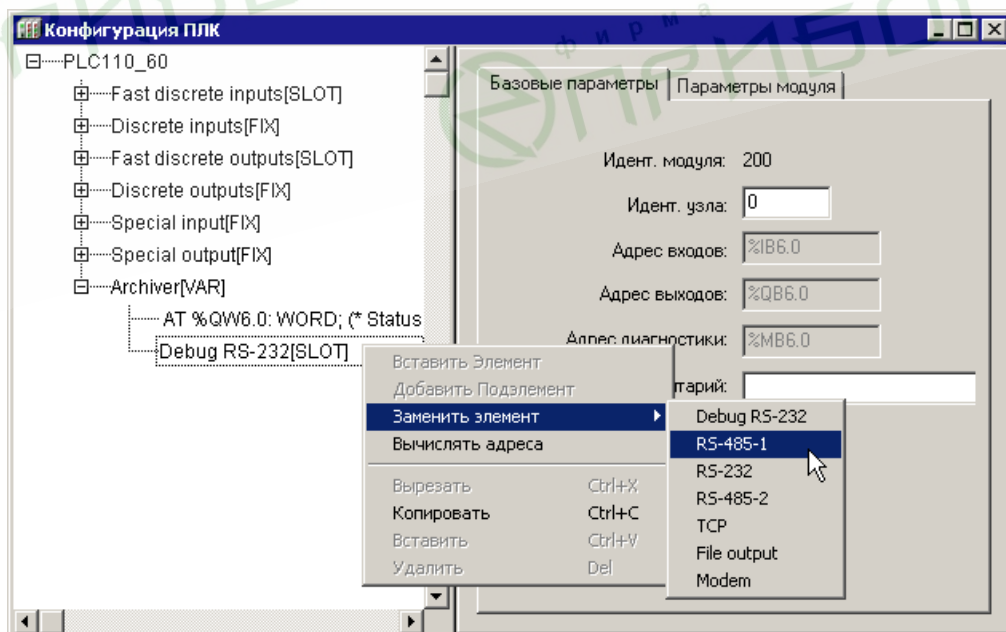 фирма
ПРИБОР
Конфигурация ПЛК
PLC110_60
Fast discrete inputs[SLOT]
Discrete inputs[FIX]
Fast discrete outputs[SLOT]
Discrete outputs[FIX]
Special input[FIX]
Special output[FIX]
Archiver[VAR]
AT %QW6.0: WORD; (* Status
Debug RS-232[SLOT]
Базовые параметры Параметры модуля
Идент. модуля: 200
Идент. узла: 0
Адрес входов: %IB6.0
Адрес выходов: %QB6.0
Адрес диагностики: %MB6.0
тарий:
Вставить Элемент
Добавить Подэлемент
Заменить элемент
Вычислять адреса
Вырезать Ctrl+X
Копировать Ctrl+C
Вставить Ctrl+V
Удалить Del
Debug RS-232
RS-485-1
RS-232
RS-485-2
TCP
File output
Modem